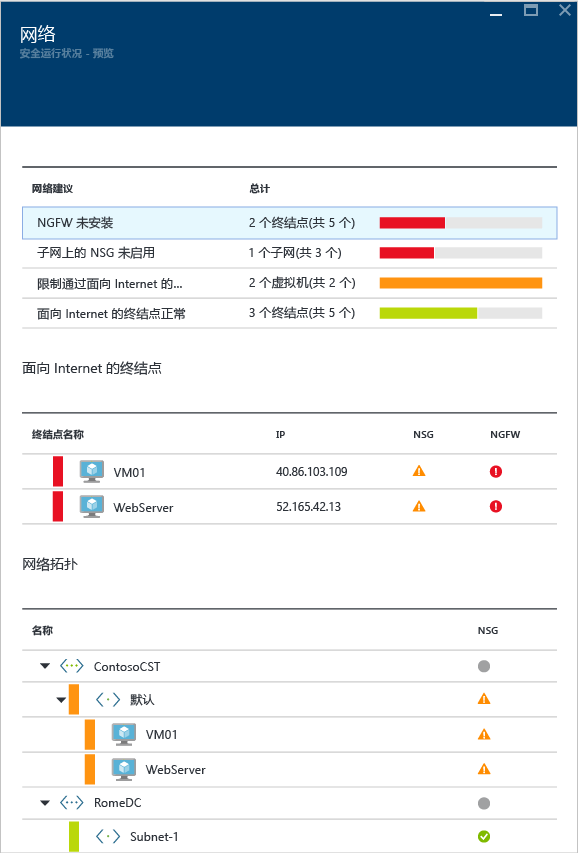 网络
安全运行状况 - 预览
网络建议 总计
NGFW 未安装 2 个终结点(共 5 个)
子网上的 NSG 未启用 1 个子网(共 3 个)
限制通过面向 Internet 的... 2 个虚拟机(共 2 个)
面向 Internet 的终结点正常 3 个终结点(共 5 个)
面向 Internet 的终结点
终结点名称 IP NSG NGFW
VM01 40.86.103.109
WebServer 52.165.42.13
网络拓扑
名称 NSG
ContosoCST
默认
VM01
WebServer
RomeDC
Subnet-1